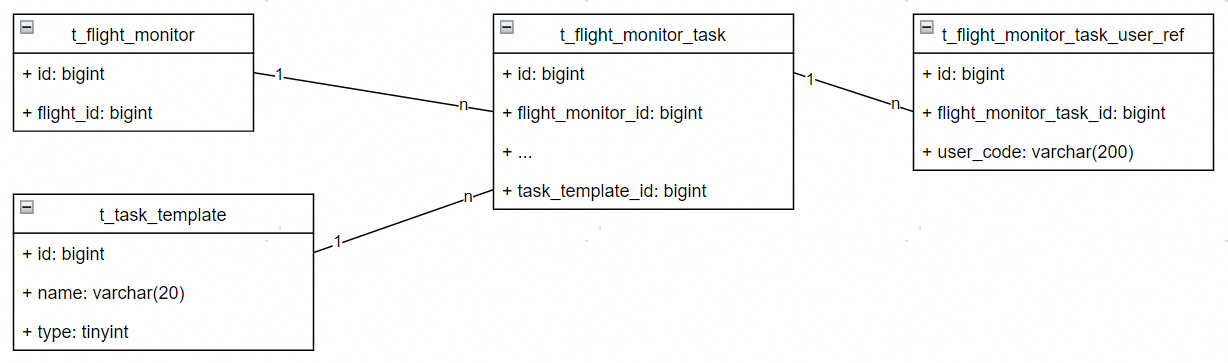 t_flight_monitor
+ id: bigint
+ flight_id: bigint
1
n
t_flight_monitor_task
+ id: bigint
+ flight_monitor_id: bigint
+ ...
+ task_template_id: bigint
1
n
t_flight_monitor_task_user_ref
+ id: bigint
+ flight_monitor_task_id: bigint
+ user_code: varchar(200)
t_task_template
+ id: bigint
+ name: varchar(20)
+ type: tinyint
1
n